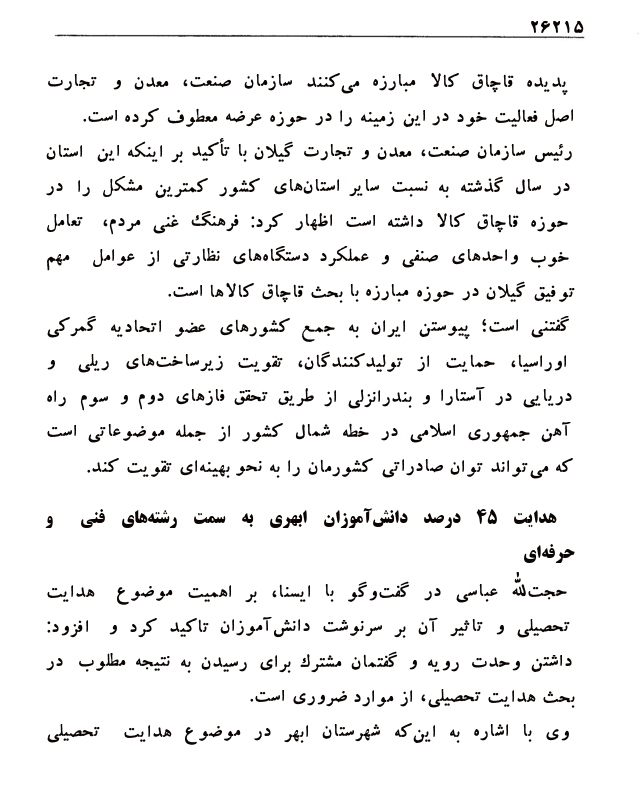 ۲۶۲۱۵
پدیده قاچاق کالا مبارزه می‌کنند سازمان صنعت، معدن و تجارت
اصل فعالیت خود در این زمینه را در حوزه عرضه معطوف کرده است.
رئیس سازمان صنعت، معدن و تجارت گیلان با تأکید بر اینکه این استان
در سال گذشته به نسبت سایر استان‌های کشور کمترین مشکل را در
حوزه قاچاق کالا داشته است اظهار کرد: فرهنگ غنی مردم، تعامل
خوب واحدهای صنفی و عملکرد دستگاه‌های نظارتی از عوامل مهم
توفیق گیلان در حوزه مبارزه با بحث قاچاق کالاها است.
گفتنی است؛ پیوستن ایران به جمع کشورهای عضو اتحادیه گمرکی
اوراسیا، حمایت از تولیدکنندگان، تقویت زیرساخت‌های ریلی و
دریایی در آستارا و بندرانزلی از طریق تحقق فازهای دوم و سوم راه
آهن جمهوری اسلامی در خطه شمال کشور از جمله موضوعاتی است
که می‌تواند توان صادراتی کشورمان را به نحو بهینه‌ای تقویت کند.
هدایت ۴۵ درصد دانش‌آموزان ابهری به سمت رشته‌های فنی و
حرفه‌ای
حجت‌الله عباسی در گفت‌وگو با ایسنا، بر اهمیت موضوع هدایت
تحصیلی و تاثیر آن بر سرنوشت دانش‌آموزان تاکید کرد و افزود:
داشتن وحدت رویه و گفتمان مشترك برای رسیدن به نتیجه مطلوب در
بحث هدایت تحصیلی، از موارد ضروری است.
وی با اشاره به این‌که شهرستان ابهر در موضوع هدایت تحصیلی